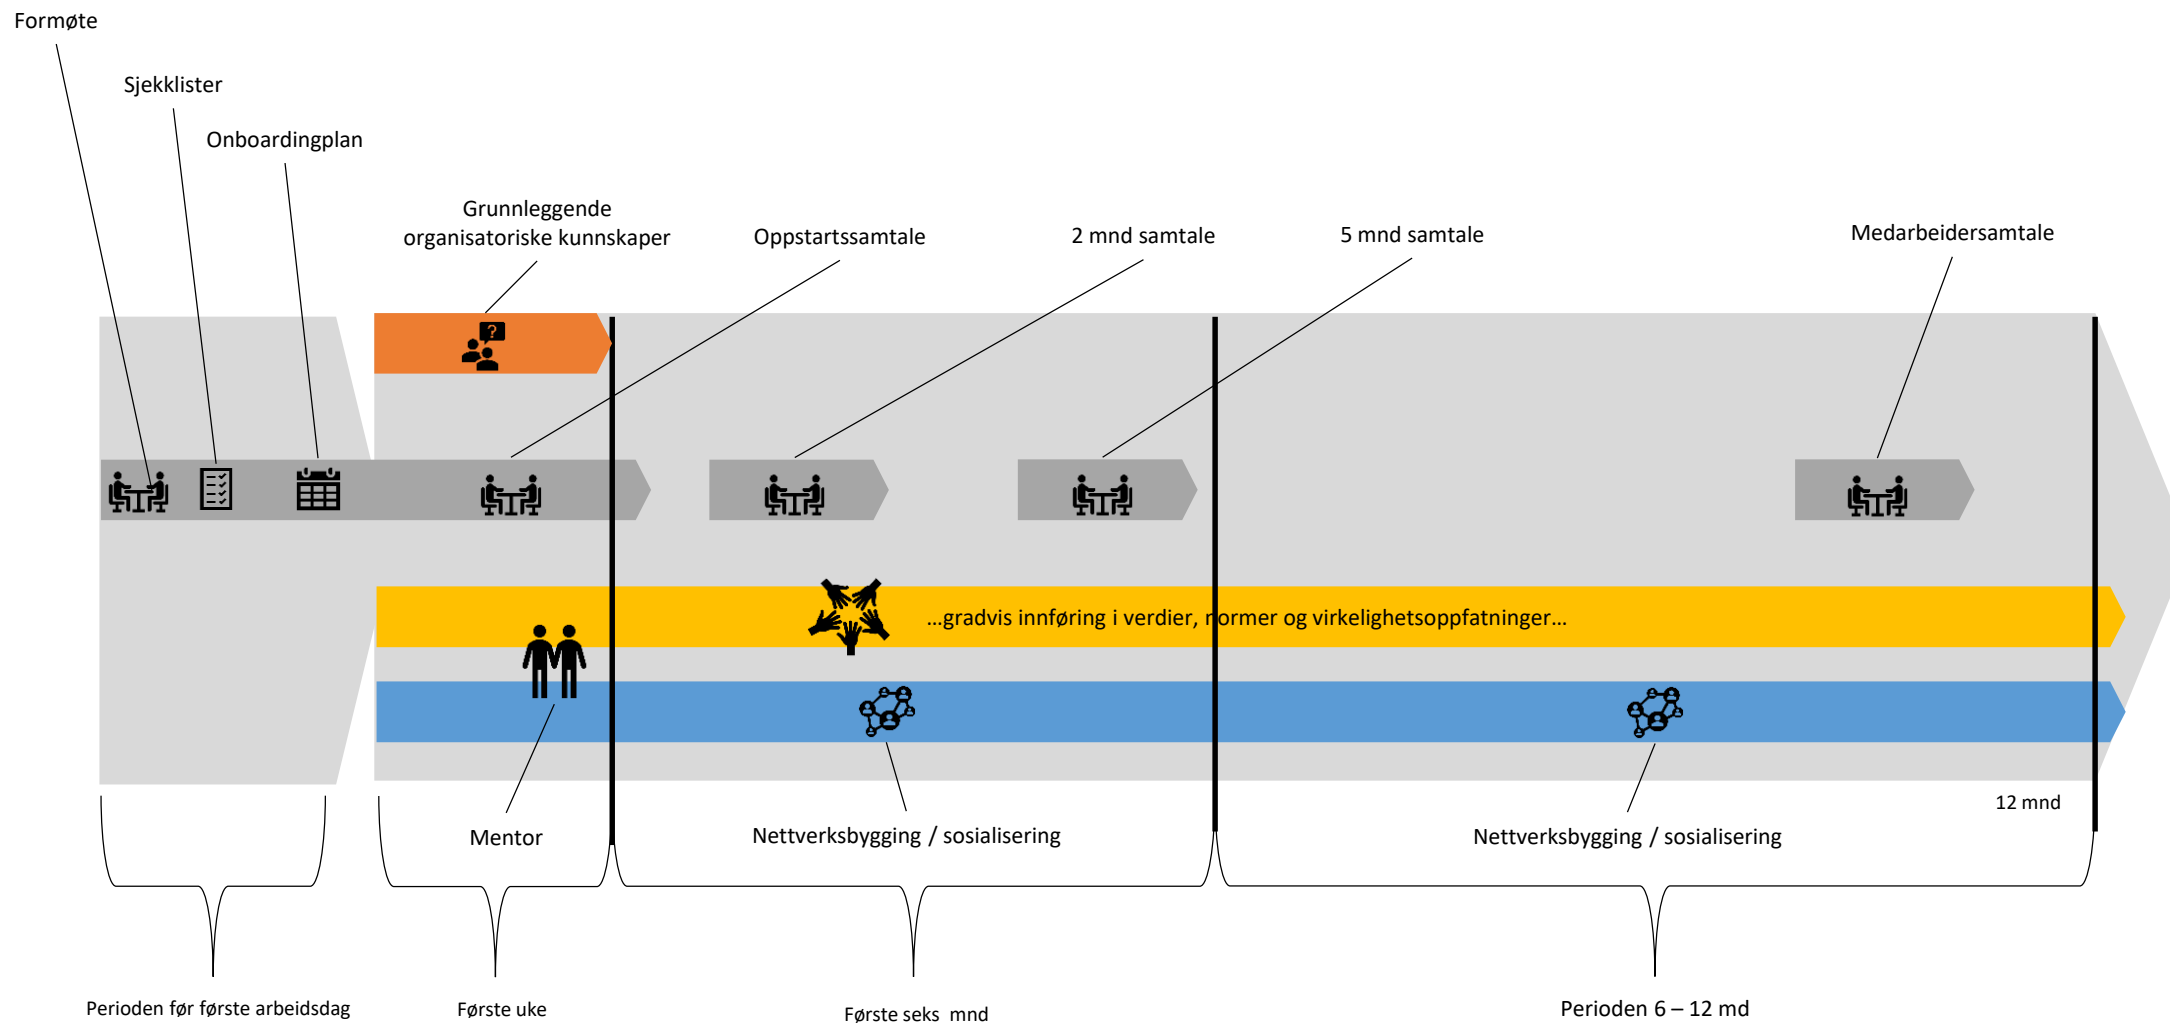 Formøte
Sjekklister
Onboardingplan
Grunnleggende
organisatoriske kunnskaper
Oppstartssamtale
2 mnd samtale
5 mnd samtale
Medarbeidersamtale
?
...gradvis innføring i verdier, normer og virkelighetsoppfatninger...
12 mnd
Mentor
Nettverksbygging / sosialisering
Nettverksbygging / sosialisering
Perioden før første arbeidsdag
Første uke
Første seks mnd
Perioden 6 – 12 md